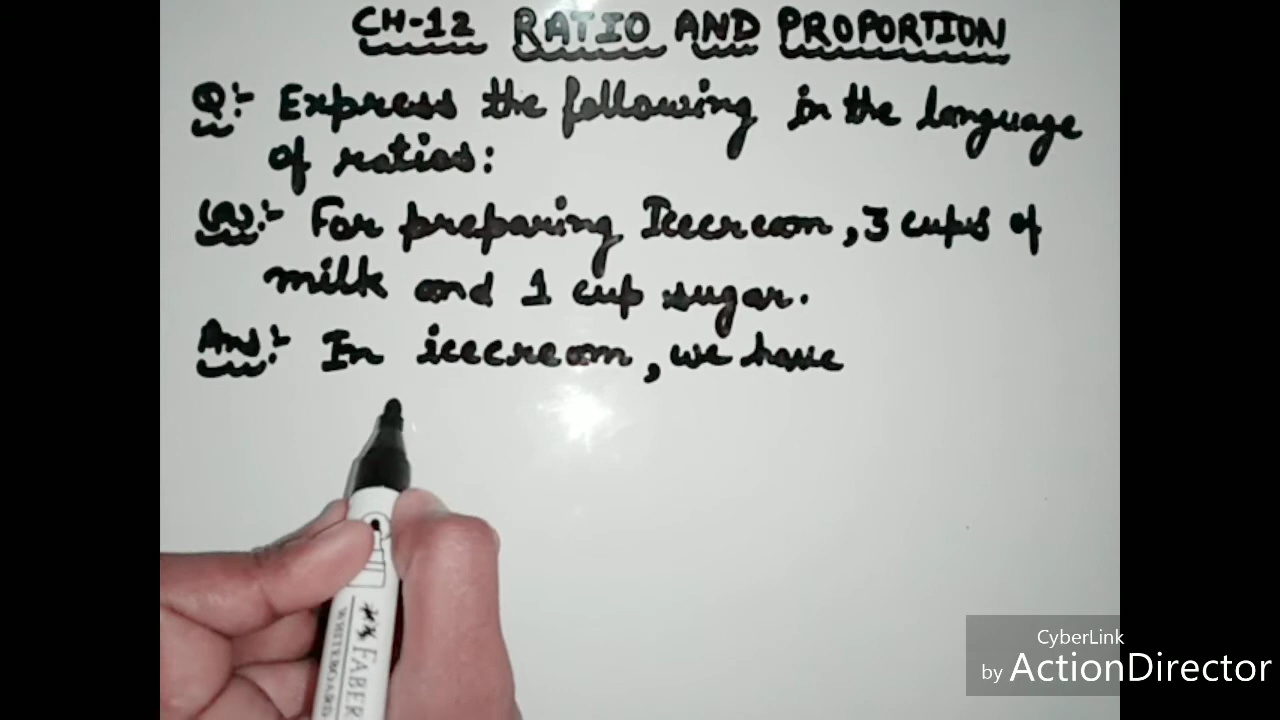 CH-12 RATIO AND PROPORTION
Q:- Express the following in the language
of ratios:
(A):- For preparing Icecream, 3 cups of
milk and 1 cup sugar.
Ans:- In icecream, we have
FABER
WHITEBOARD
CyberLink
by ActionDirector